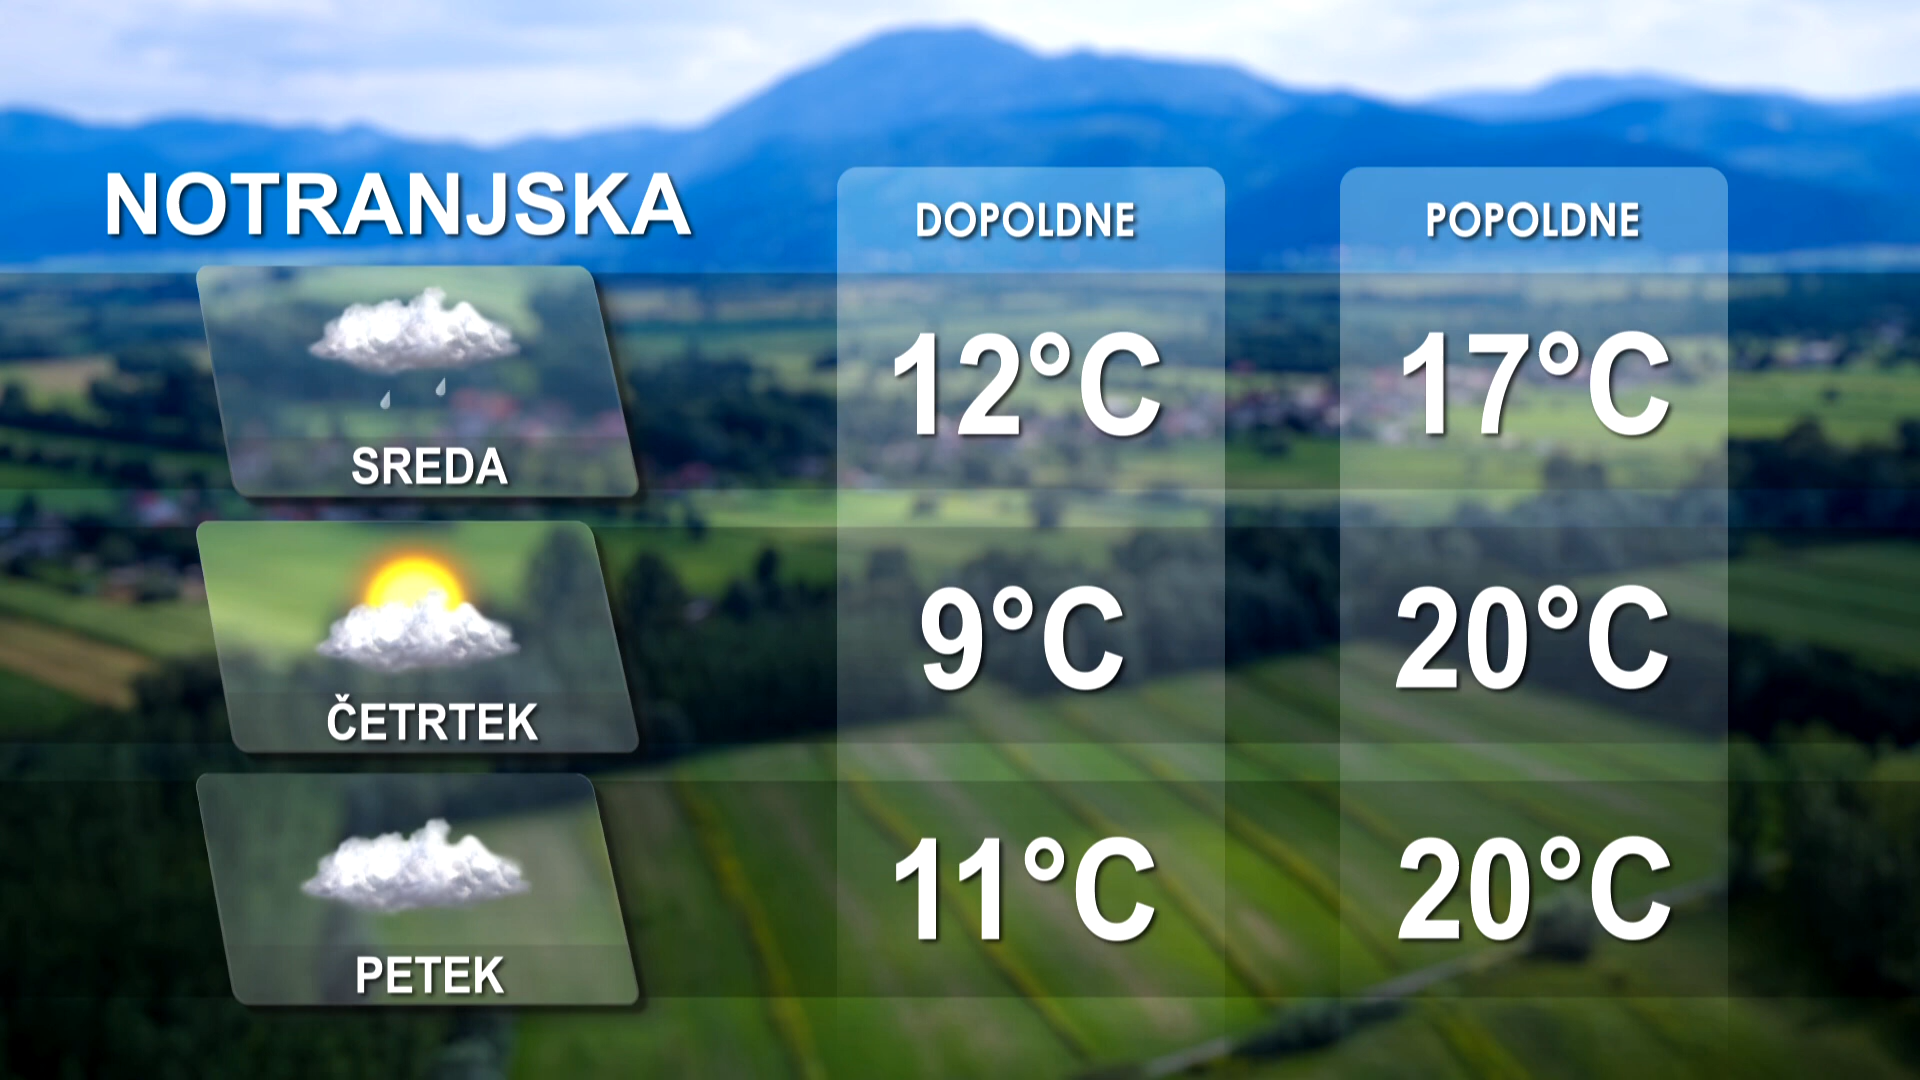 NOTRANJSKA
DOPOLDNE POPOLDNE
12°C 17°C
SREDA
9°C 20°C
ČETRTEK
11°C 20°C
PETEK